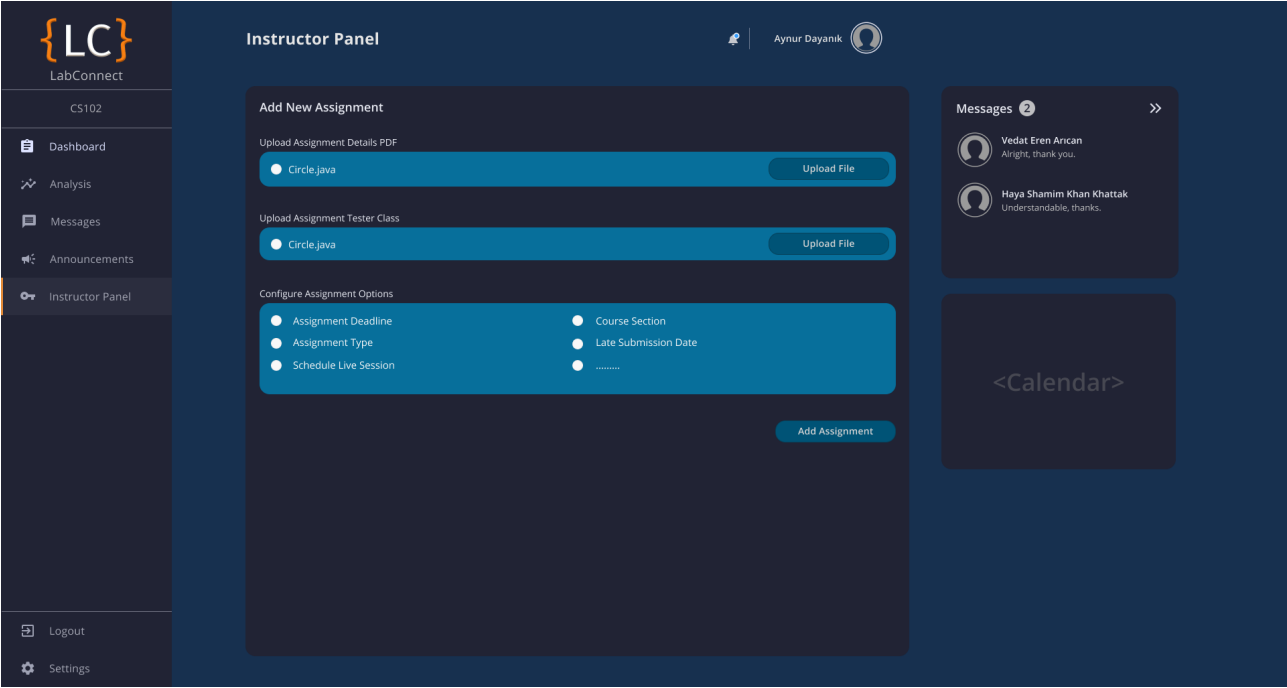 {LC}
LabConnect
CS102
Dashboard
Analysis
Messages
Announcements
Instructor Panel
Logout
Settings
Instructor Panel
Aynur Dayanık
Add New Assignment
Upload Assignment Details PDF
Circle.java Upload File
Upload Assignment Tester Class
Circle.java Upload File
Configure Assignment Options
Assignment Deadline Course Section
Assignment Type Late Submission Date
Schedule Live Session .........
Add Assignment
Messages 2
Vedat Eren Arıcan
Alright, thank you.
Haya Shamim Khan Khattak
Understandable, thanks.
<Calendar>